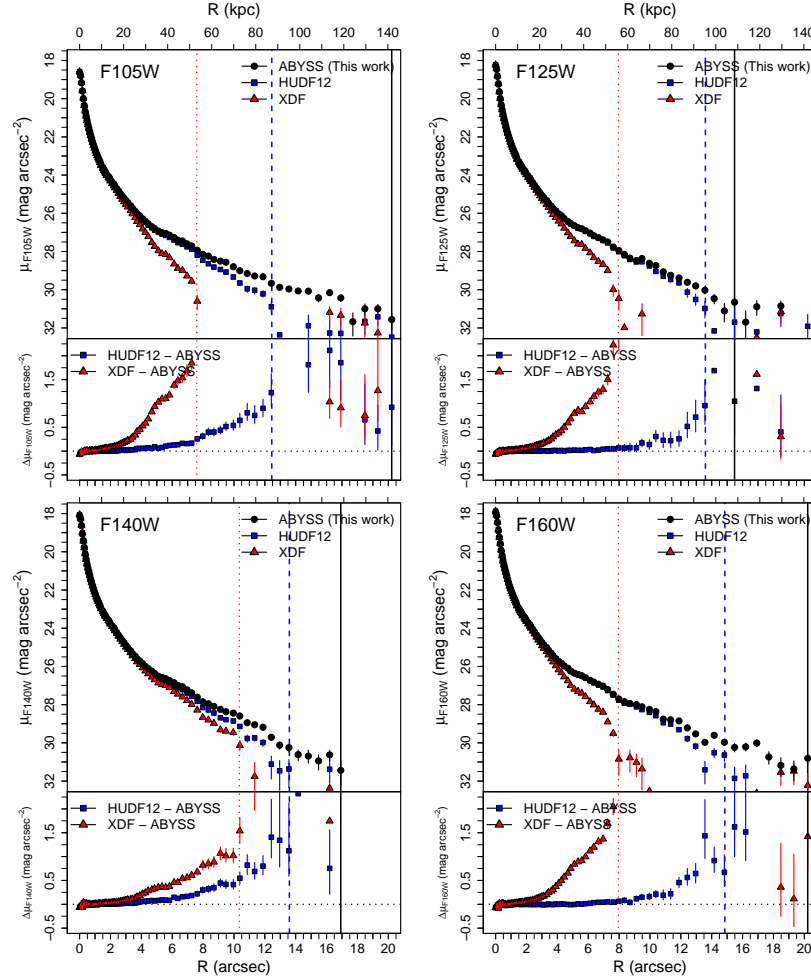 R (kpc)
R (kpc)
0 20 40 60 80 100 120 140
0 20 40 60 80 100 120 140
F105W
ABYSS (This work)
HUDF12
XDF
μF105W (mag arcsec−2)
18 20 22 24 26 28 30 32
HUDF12 − ABYSS
XDF − ABYSS
ΔμF105W (mag arcsec−2)
−0.5 0.5 1.5
F125W
ABYSS (This work)
HUDF12
XDF
μF125W (mag arcsec−2)
18 20 22 24 26 28 30 32
HUDF12 − ABYSS
XDF − ABYSS
ΔμF125W (mag arcsec−2)
−0.5 0.5 1.5
F140W
ABYSS (This work)
HUDF12
XDF
μF140W (mag arcsec−2)
18 20 22 24 26 28 30 32
HUDF12 − ABYSS
XDF − ABYSS
ΔμF140W (mag arcsec−2)
−0.5 0.5 1.5
0 2 4 6 8 10 12 14 16 18 20
R (arcsec)
F160W
ABYSS (This work)
HUDF12
XDF
μF160W (mag arcsec−2)
18 20 22 24 26 28 30 32
HUDF12 − ABYSS
XDF − ABYSS
ΔμF160W (mag arcsec−2)
−0.5 0.5 1.5
0 2 4 6 8 10 12 14 16 18 20
R (arcsec)